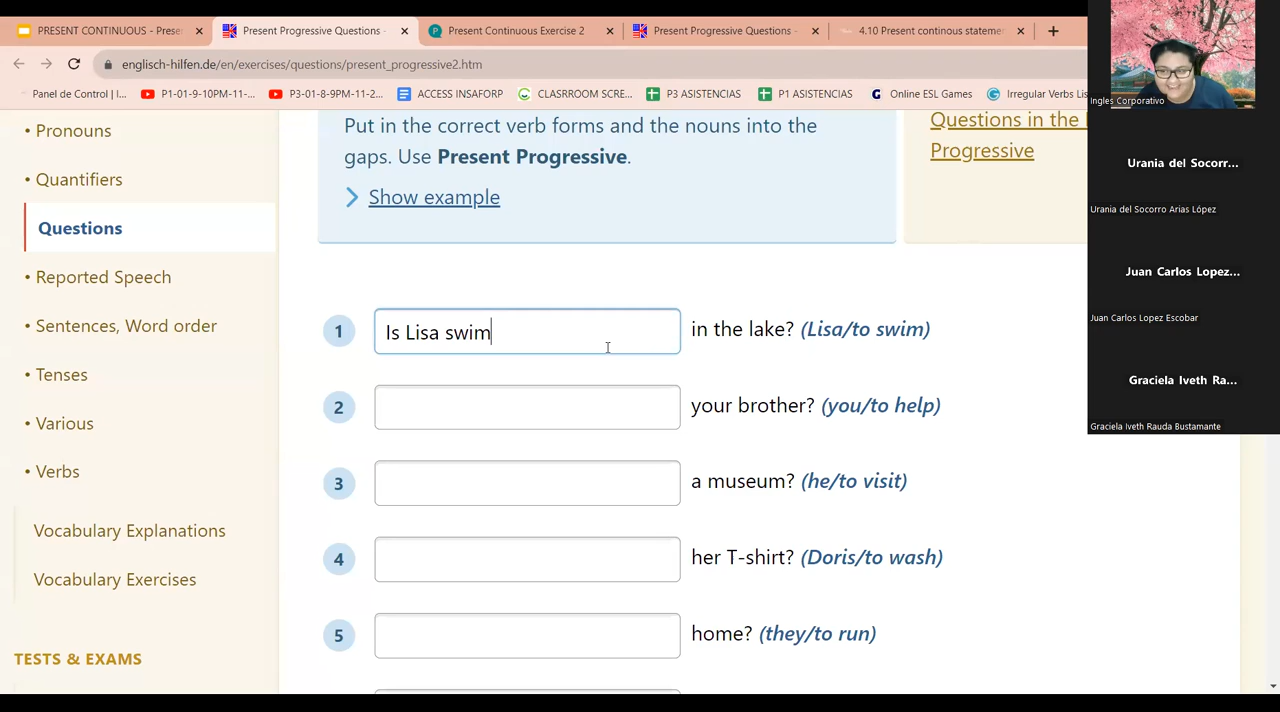 PRESENT CONTINUOUS - Prese
Present Progressive Questions -
Present Continuous Exercise 2
Present Progressive Questions -
4.10 Present continous stateme
englisch-hilfen.de/en/exercises/questions/present_progressive2.htm
Panel de Control | I...
P1-01-9-10PM-11-...
P3-01-8-9PM-11-2...
ACCESS INSAFORP
CLASRROOM SCRE...
P3 ASISTENCIAS
P1 ASISTENCIAS
Online ESL Games
Irregular Verbs Lis
Ingles Corporativo
Urania del Socorr...
Urania del Socorro Arias López
Juan Carlos Lopez...
Juan Carlos Lopez Escobar
Graciela Iveth Ra...
Graciela Iveth Rauda Bustamante
• Pronouns
• Quantifiers
Questions
• Reported Speech
• Sentences, Word order
• Tenses
• Various
• Verbs
Vocabulary Explanations
Vocabulary Exercises
TESTS & EXAMS
Put in the correct verb forms and the nouns into the
gaps. Use Present Progressive.
Show example
Questions in the
Progressive
1 Is Lisa swim in the lake? (Lisa/to swim)
2 your brother? (you/to help)
3 a museum? (he/to visit)
4 her T-shirt? (Doris/to wash)
5 home? (they/to run)